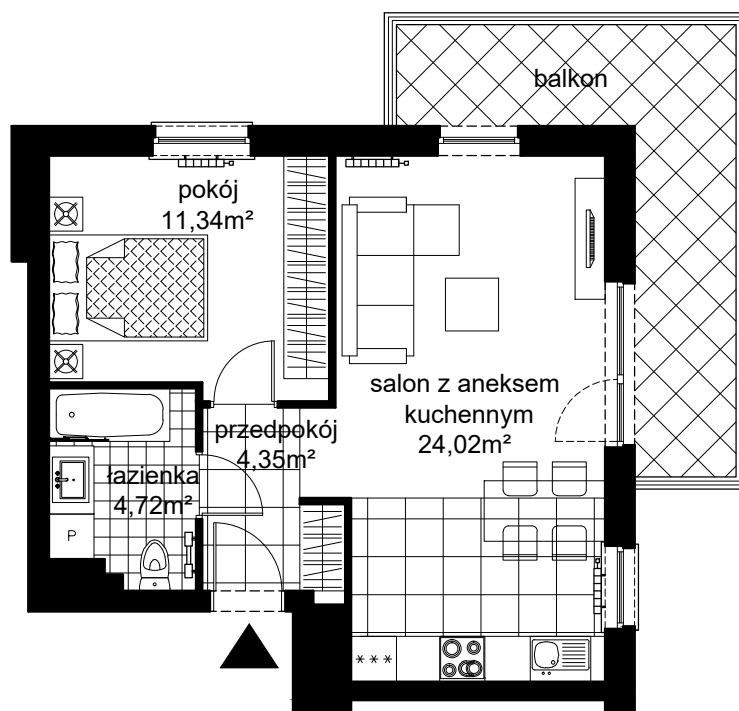 balkon
pokój
11,34m²
salon z aneksem
kuchennym
24,02m²
przedpokój
4,35m²
łazienka
4,72m²
P
***